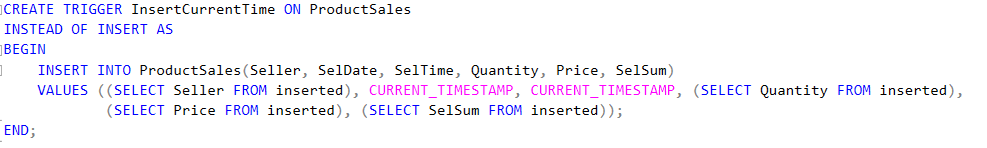 CREATE TRIGGER InsertCurrentTime ON ProductSales
INSTEAD OF INSERT AS
BEGIN
INSERT INTO ProductSales(Seller, SelDate, SelTime, Quantity, Price, SelSum)
VALUES ((SELECT Seller FROM inserted), CURRENT_TIMESTAMP, CURRENT_TIMESTAMP, (SELECT Quantity FROM inserted),
(SELECT Price FROM inserted), (SELECT SelSum FROM inserted));
END;